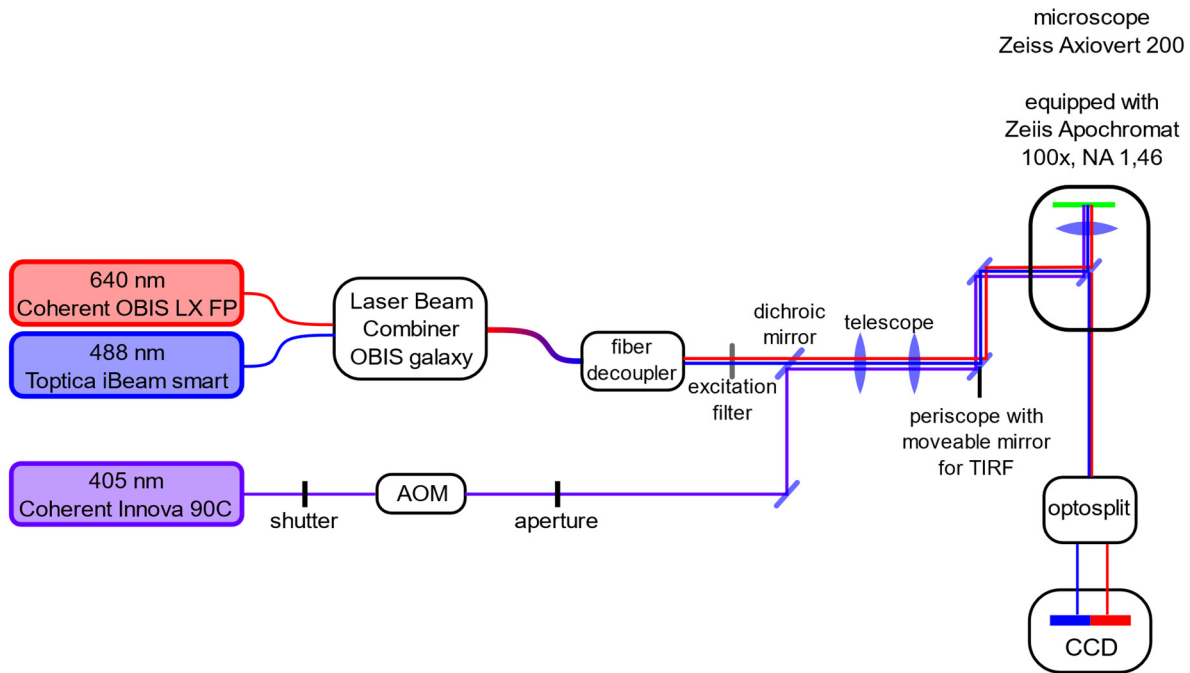 microscope
Zeiss Axiovert 200
equipped with
Zeiis Apochromat
100x, NA 1,46
640 nm
Coherent OBIS LX FP
488 nm
Toptica iBeam smart
Laser Beam
Combiner
OBIS galaxy
fiber
decoupler
excitation
filter
dichroic
mirror
telescope
periscope with
moveable mirror
for TIRF
405 nm
Coherent Innova 90C
shutter
AOM
aperture
optosplit
CCD